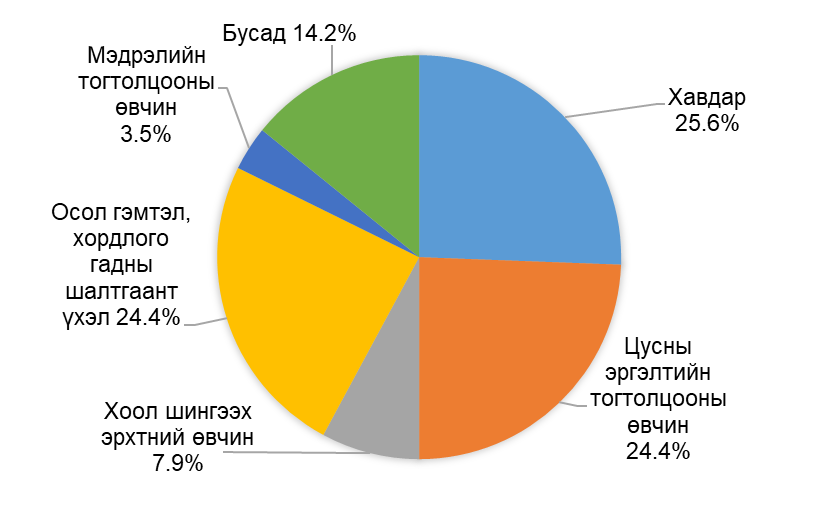 Бусад 14.2%
Мэдрэлийн
тогтолцооны
өвчин
3.5%
Хавдар
25.6%
Осол гэмтэл,
хордлого
гадны
шалтгаант
үхэл 24.4%
Цусны
эргэлтийн
тогтолцооны
өвчин
24.4%
Хоол шингээх
эрхтний өвчин
7.9%